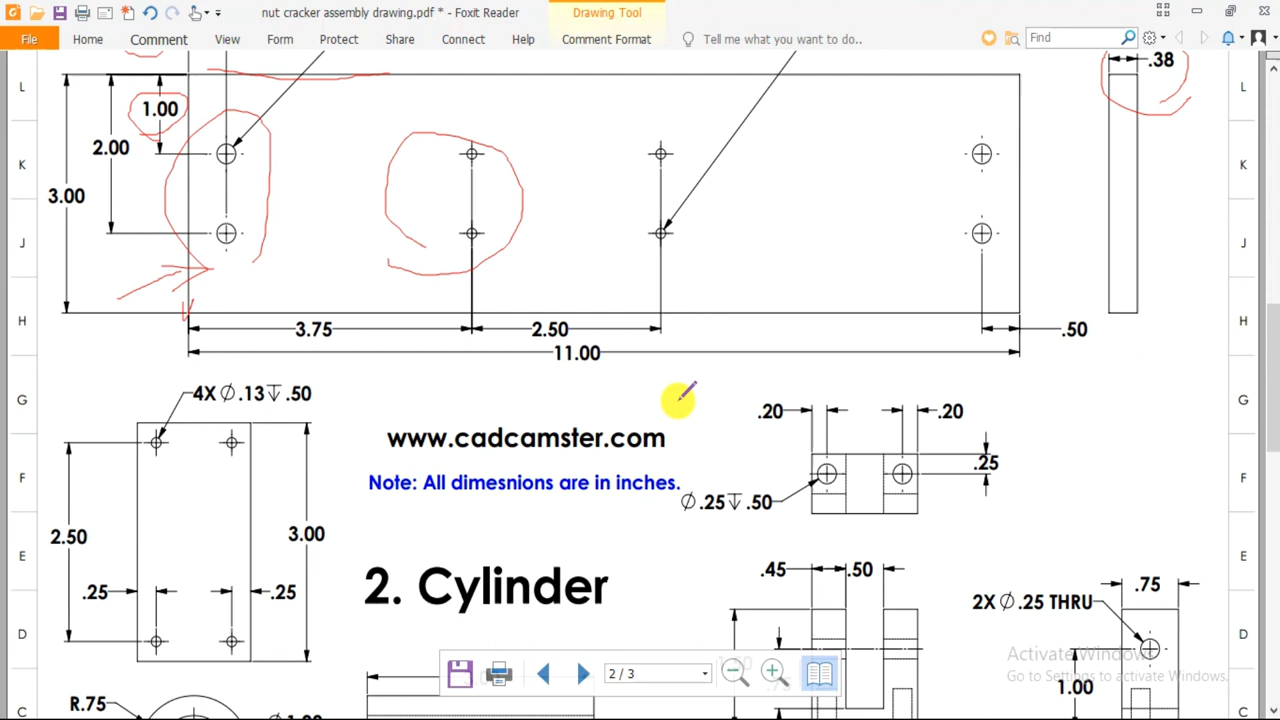 nut cracker assembly drawing.pdf * - Foxit Reader
Drawing Tool
File Home Comment View Form Protect Share Connect Help Comment Format Tell me what you want to do.. Find
L
.38
L
1.00
K
2.00
K
3.00
J
J
H
3.75
2.50
.50
H
11.00
G
4X Ø .13↧ .50
.20
.20
G
www.cadcamster.com
F
Note: All dimesnions are in inches.
.25
F
Ø .25↧ .50
2.50
3.00
E
E
2. Cylinder
.45
.50
.25
.25
.75
2X Ø .25 THRU
D
D
Activate Windows
Go to Settings to activate Windows.
2 / 3
1.00
R.75
C
C